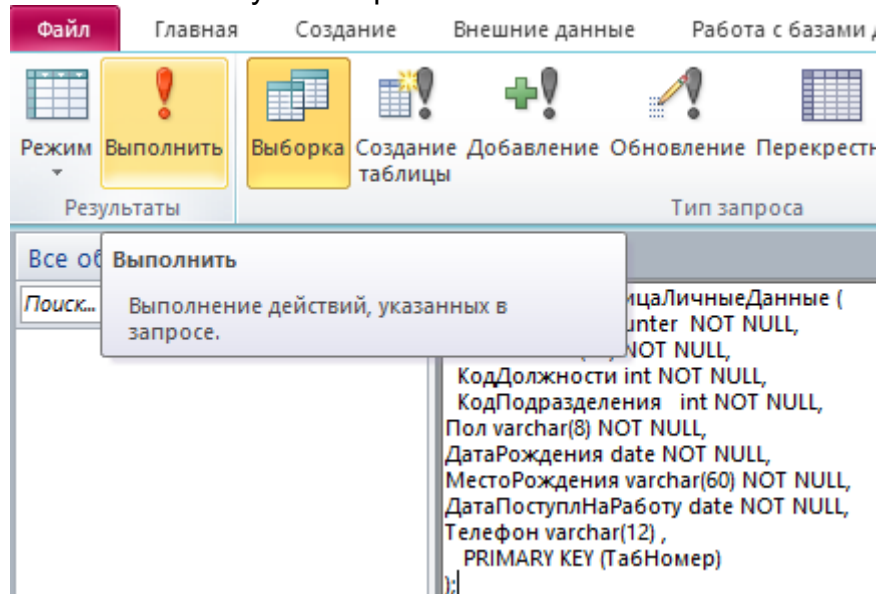 Файл Главная Создание Внешние данные Работа с базами
Режим Выполнить Выборка Создание таблицы Добавление Обновление
Результаты Тип запроса
Все
Выполнить
Поиск...
Выполнение действий, указанных в
запросе.
ицаЛичныеДанные (
unter NOT NULL,
NOT NULL,
КодДолжности int NOT NULL,
КодПодразделения int NOT NULL,
Пол varchar(8) NOT NULL,
ДатаРождения date NOT NULL,
МестоРождения varchar(60) NOT NULL,
ДатаПоступлНаРаботу date NOT NULL,
Телефон varchar(12) ,
PRIMARY KEY (ТабНомер)
);